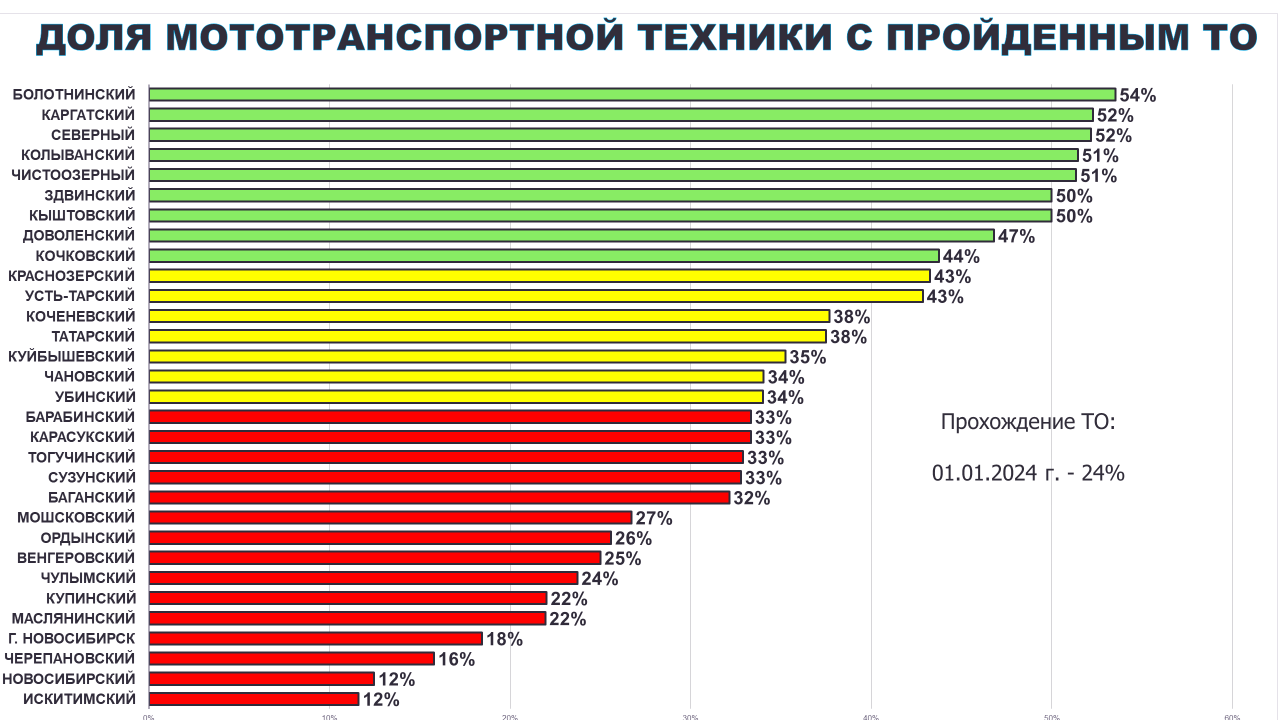 ДОЛЯ МОТОТРАНСПОРТНОЙ ТЕХНИКИ С ПРОЙДЕННЫМ ТО
БОЛОТНИНСКИЙ 54%
КАРГАТСКИЙ 52%
СЕВЕРНЫЙ 52%
КОЛЫВАНСКИЙ 51%
ЧИСТООЗЕРНЫЙ 51%
ЗДВИНСКИЙ 50%
КЫШТОВСКИЙ 50%
ДОВОЛЕНСКИЙ 47%
КОЧКОВСКИЙ 44%
КРАСНОЗЕРСКИЙ 43%
УСТЬ-ТАРСКИЙ 43%
КОЧЕНЕВСКИЙ 38%
ТАТАРСКИЙ 38%
КУЙБЫШЕВСКИЙ 35%
ЧАНОВСКИЙ 34%
УБИНСКИЙ 34%
БАРАБИНСКИЙ 33%
КАРАСУКСКИЙ 33%
ТОГУЧИНСКИЙ 33%
СУЗУНСКИЙ 33%
БАГАНСКИЙ 32%
МОШСКОВСКИЙ 27%
ОРДЫНСКИЙ 26%
ВЕНГЕРОВСКИЙ 25%
ЧУЛЫМСКИЙ 24%
КУПИНСКИЙ 22%
МАСЛЯНИНСКИЙ 22%
Г. НОВОСИБИРСК 18%
ЧЕРЕПАНОВСКИЙ 16%
НОВОСИБИРСКИЙ 12%
ИСКИТИМСКИЙ 12%
0% 10% 20% 30% 40% 50% 60%
Прохождение ТО:
01.01.2024 г. - 24%